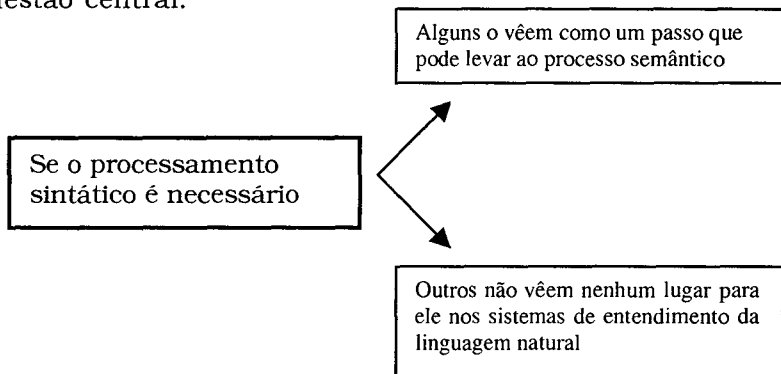 estão central.
Alguns o vêem como um passo que
pode levar ao processo semântico
Se o processamento
sintático é necessário
Outros não vêem nenhum lugar para
ele nos sistemas de entendimento da
linguagem natural